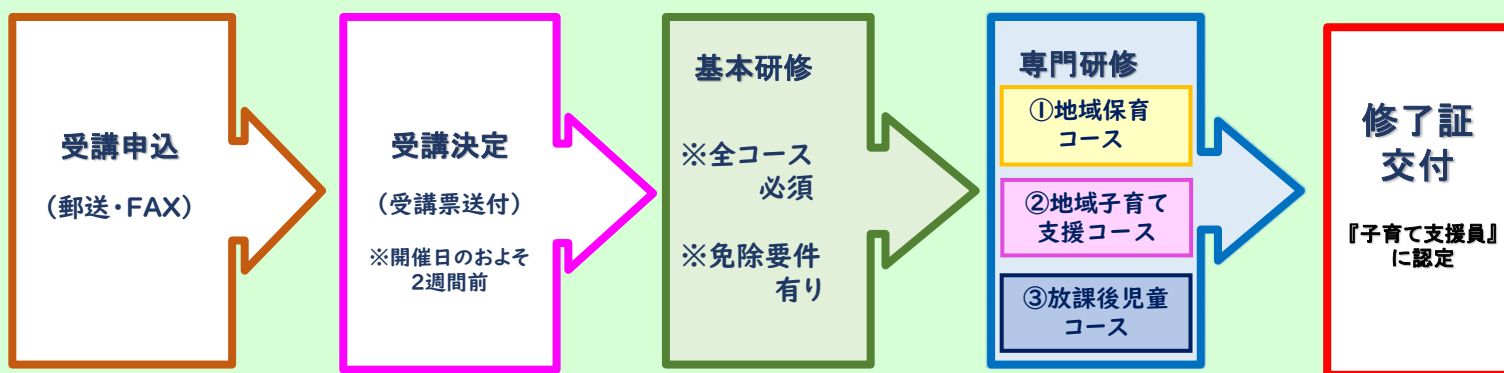 受講申込
（郵送・FAX）
受講決定
（受講票送付）
※開催日のおよそ
2週間前
基本研修
※全コース
必須
※免除要件
有り
専門研修
①地域保育
コース
②地域子育て
支援コース
③放課後児童
コース
修了証
交付
『子育て支援員』
に認定